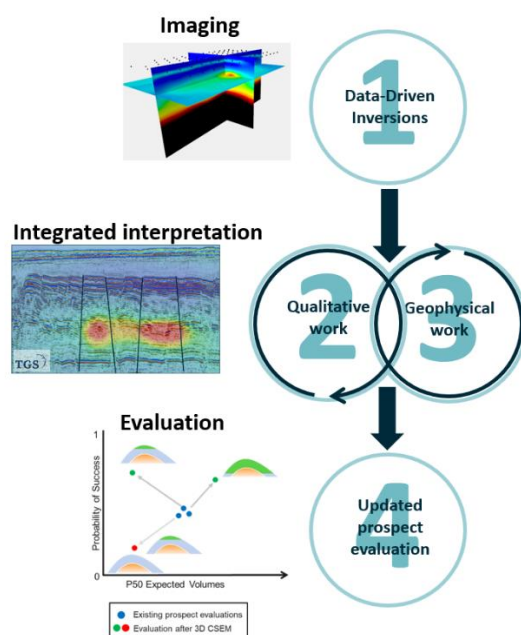 Imaging
1
Data-Driven
Inversions
Integrated interpretation
TGS
2
Qualitative
work
3
Geophysical
work
Evaluation
1
Probability of Success
0
P50 Expected Volumes
Existing prospect evaluations
Evaluation after 3D CSEM
4
Updated
prospect
evaluation